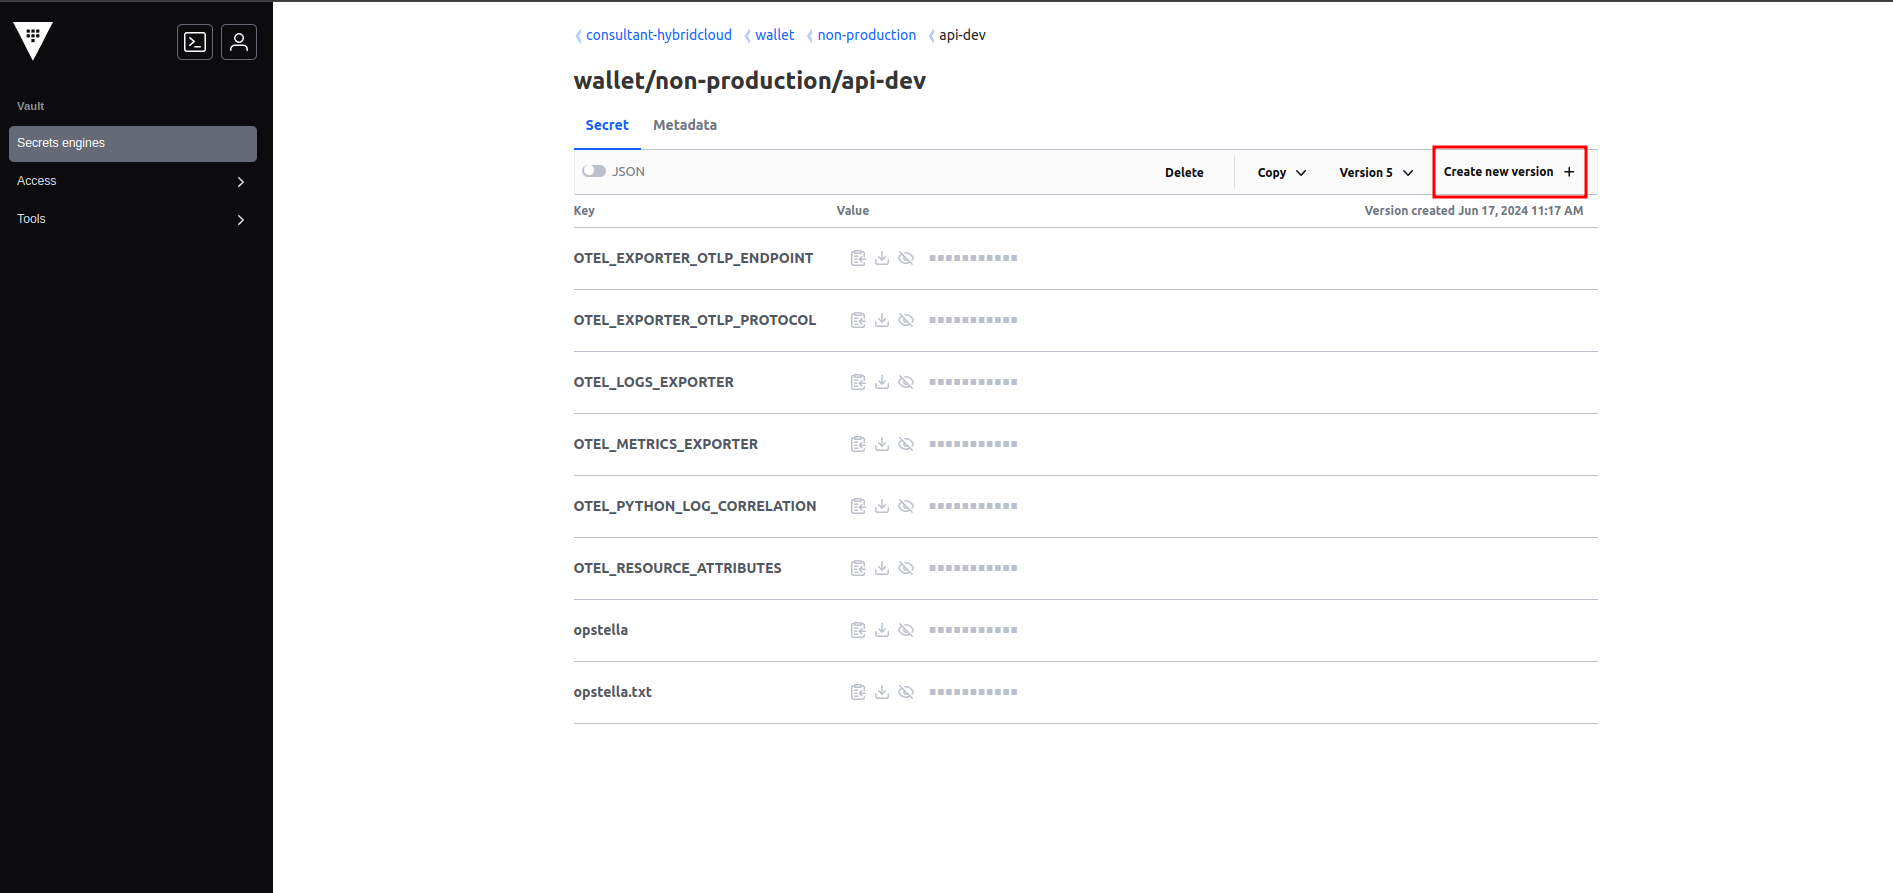 consultant-hybridcloud wallet non-production api-dev
wallet/non-production/api-dev
Vault
Secrets engines
Access
Tools
Secret Metadata
JSON Delete Copy Version 5 Create new version +
Key Value Version created Jun 17, 2024 11:17 AM
OTEL_EXPORTER_OTLP_ENDPOINT
OTEL_EXPORTER_OTLP_PROTOCOL
OTEL_LOGS_EXPORTER
OTEL_METRICS_EXPORTER
OTEL_PYTHON_LOG_CORRELATION
OTEL_RESOURCE_ATTRIBUTES
opstella
opstella.txt